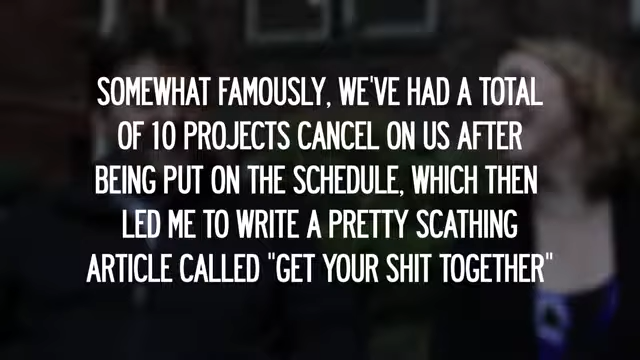 SOMEWHAT FAMOUSLY, WE'VE HAD A TOTAL
OF 10 PROJECTS CANCEL ON US AFTER
BEING PUT ON THE SCHEDULE, WHICH THEN
LED ME TO WRITE A PRETTY SCATHING
ARTICLE CALLED "GET YOUR SHIT TOGETHER"